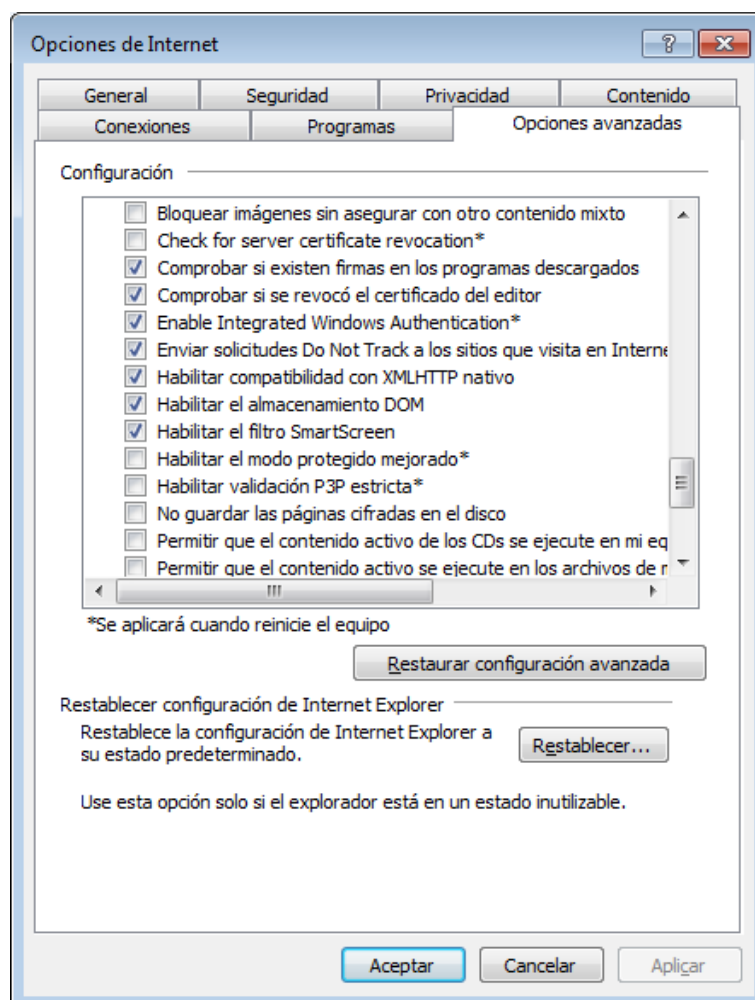 Opciones de Internet
General Seguridad Privacidad Contenido
Conexiones Programas Opciones avanzadas
Configuración
Bloquear imágenes sin asegurar con otro contenido mixto
Check for server certificate revocation*
Comprobar si existen firmas en los programas descargados
Comprobar si se revocó el certificado del editor
Enable Integrated Windows Authentication*
Enviar solicitudes Do Not Track a los sitios que visita en Interne
Habilitar compatibilidad con XMLHTTP nativo
Habilitar el almacenamiento DOM
Habilitar el filtro SmartScreen
Habilitar el modo protegido mejorado*
Habilitar validación P3P estricta*
No guardar las páginas cifradas en el disco
Permitir que el contenido activo de los CDs se ejecute en mi eq
Permitir que el contenido activo se ejecute en los archivos de m
*Se aplicará cuando reinicie el equipo
Restaurar configuración avanzada
Restablecer configuración de Internet Explorer
Restablece la configuración de Internet Explorer a
su estado predeterminado.
Restablecer...
Use esta opción solo si el explorador está en un estado inutilizable.
Aceptar Cancelar Aplicar